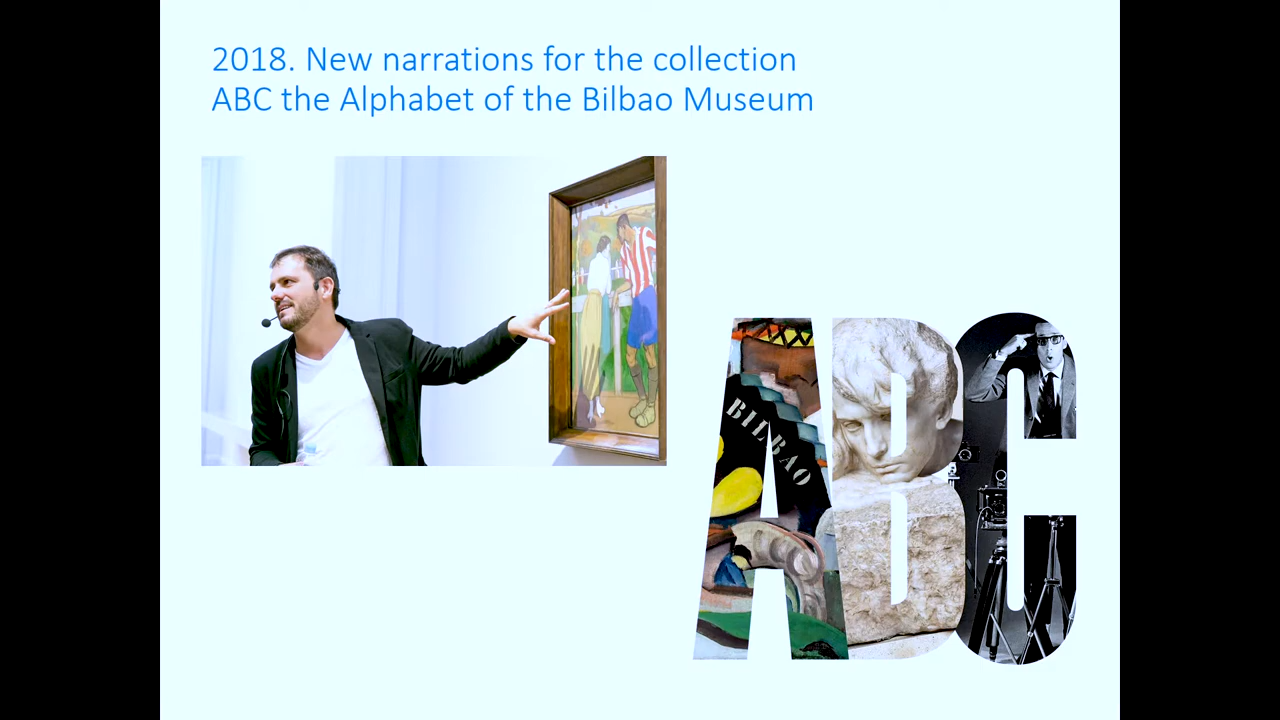 2018. New narrations for the collection
ABC the Alphabet of the Bilbao Museum
ABC
BILBAO